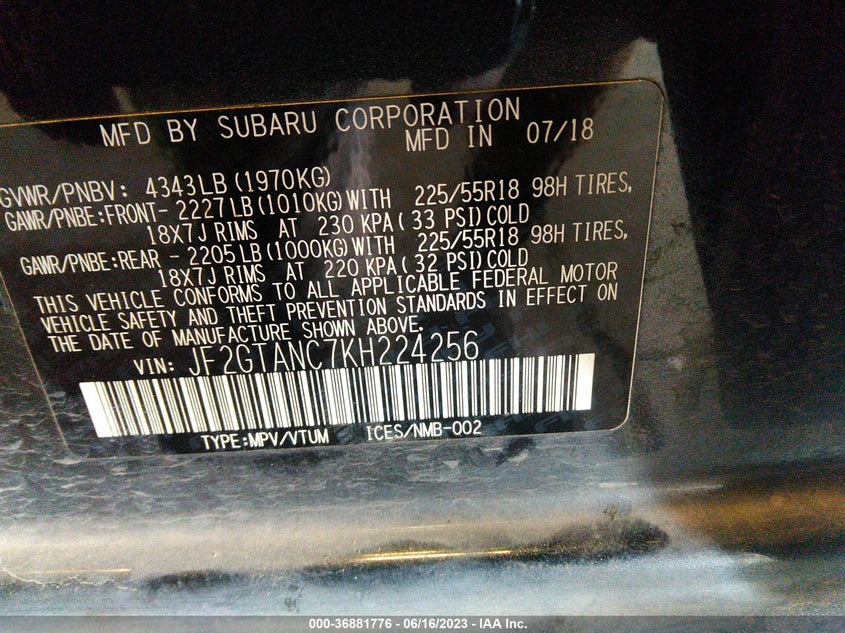 MFD BY SUBARU CORPORATION
MFD IN 07/18
GVWR/PNBV: 4343LB (1970KG)
GAWR/PNBE:FRONT- 2227LB (1010KG)WITH 225/55R18 98H TIRES,
18X7J RIMS AT 230 KPA( 33 PSI)COLD
GAWR/PNBE:REAR - 2205LB (1000KG)WITH 225/55R18 98H TIRES,
18X7J RIMS AT 220 KPA( 32 PSI)COLD
THIS VEHICLE CONFORMS TO ALL APPLICABLE FEDERAL MOTOR
VEHICLE SAFETY AND THEFT PREVENTION STANDARDS IN EFFECT ON
THE DATE OF MANUFACTURE SHOWN ABOVE.
VIN: JF2GTANC7KH224256
TYPE:MPV/VTUM ICES/NMB-002
000-36881776 - 06/16/2023 - IAA Inc.